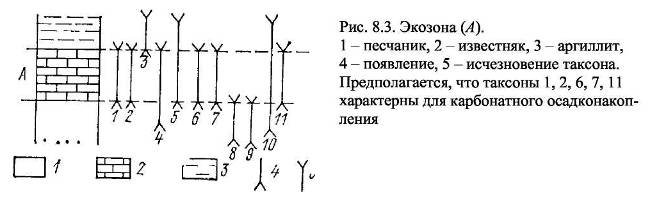 Рис. 8.3. Экозона (А).
1 – песчаник, 2 – известняк, 3 – аргиллит,
4 – появление, 5 – исчезновение таксона.
Предполагается, что таксоны 1, 2, 6, 7, 11
характерны для карбонатного осадконакоп-
ления
А
3
1 2 4 5 6 7 11
8 9 10
1 2 3 4